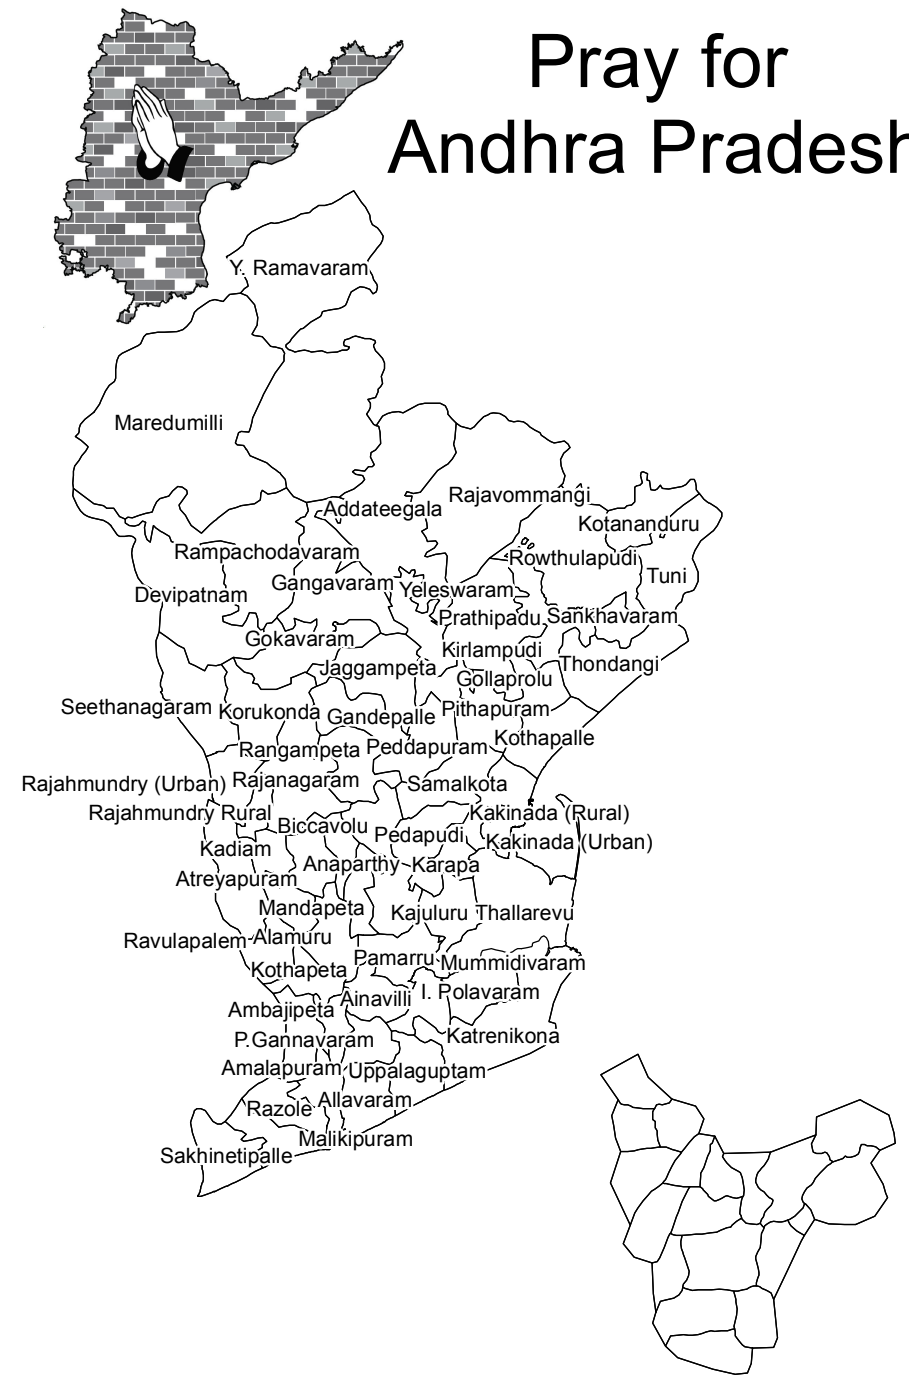 Pray for
Andhra Pradesh
Y. Ramavaram
Maredumilli
Rajavommangi
Addateegala
Kotananduru
Rampachodavaram
Rowthulapudi
Tuni
Gangavaram
Yeleswaram
Devipatnam
Prathipadu
Sankhavaram
Gokavaram
Kirlampudi
Thondangi
Jaggampeta
Gollaprolu
Seethanagaram
Korukonda
Gandepalle
Pithapuram
Kothapalle
Rangampeta
Peddapuram
Rajahmundry (Urban)
Rajanagaram
Samalkota
Rajahmundry Rural
Kakinada (Rural)
Biccavolu
Pedapudi
Kakinada (Urban)
Kadiam
Anaparthy
Karapa
Atreyapuram
Mandapeta
Kajuluru
Thallarevu
Ravulapalem
Alamuru
Pamarru
Mummidivaram
Kothapeta
Ainavilli
I. Polavaram
Ambajipeta
P.Gannavaram
Katrenikona
Amalapuram
Uppalaguptam
Razole
Allavaram
Malikipuram
Sakhinetipalle